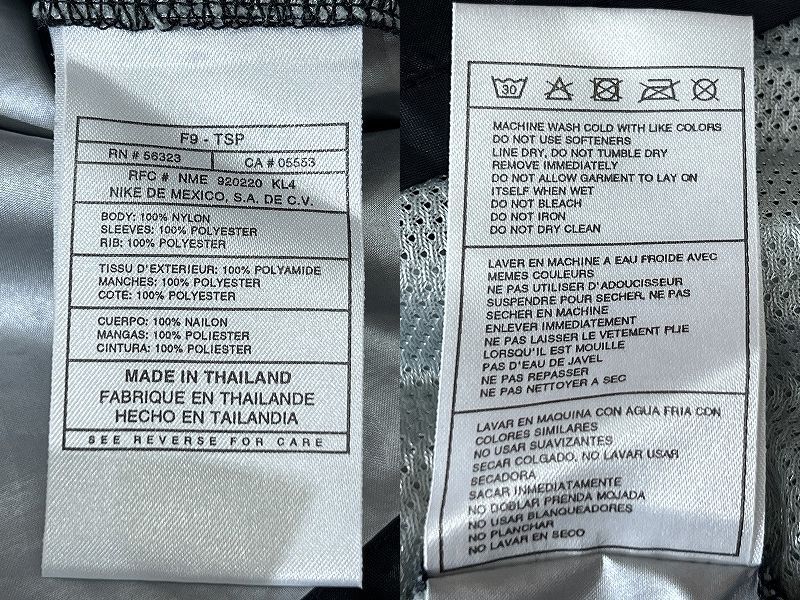 F9 - TSP
RN # 56323
CA # 05553
RFC # NME 920220 KL4
NIKE DE MEXICO, S.A. DE C.V.
BODY: 100% NYLON
SLEEVES: 100% POLYESTER
RIB: 100% POLYESTER
TISSU D'EXTERIEUR: 100% POLYAMIDE
MANCHES: 100% POLYESTER
COTE: 100% POLYESTER
CUERPO: 100% NAILON
MANGAS: 100% POLIESTER
CINTURA: 100% POLIESTER
MADE IN THAILAND
FABRIQUE EN THAILANDE
HECHO EN TAILANDIA
SEE REVERSE FOR CARE
30
MACHINE WASH COLD WITH LIKE COLORS
DO NOT USE SOFTENERS
LINE DRY, DO NOT TUMBLE DRY
REMOVE IMMEDIATELY
DO NOT ALLOW GARMENT TO LAY ON
ITSELF WHEN WET
DO NOT BLEACH
DO NOT IRON
DO NOT DRY CLEAN
LAVER EN MACHINE A EAU FROIDE AVEC
MEMES COULEURS
NE PAS UTILISER D'ADOUCISSEUR
SUSPENDRE POUR SECHER, NE PAS
SECHER EN MACHINE
ENLEVER IMMEDIATEMENT
NE PAS LAISSER LE VETEMENT PLIE
LORSQU'IL EST MOUILLE
PAS D'EAU DE JAVEL
NE PAS REPASSER
NE PAS NETTOYER A SEC
LAVAR EN MAQUINA CON AGUA FRIA CON
COLORES SIMILARES
NO USAR SUAVIZANTES
SECAR COLGADO, NO LAVAR USAR
SECADORA
SACAR INMEDIATAMENTE
NO DOBLAR PRENDA MOJADA
NO USAR BLANQUEADORES
NO PLANCHAR
NO LAVAR EN SECO